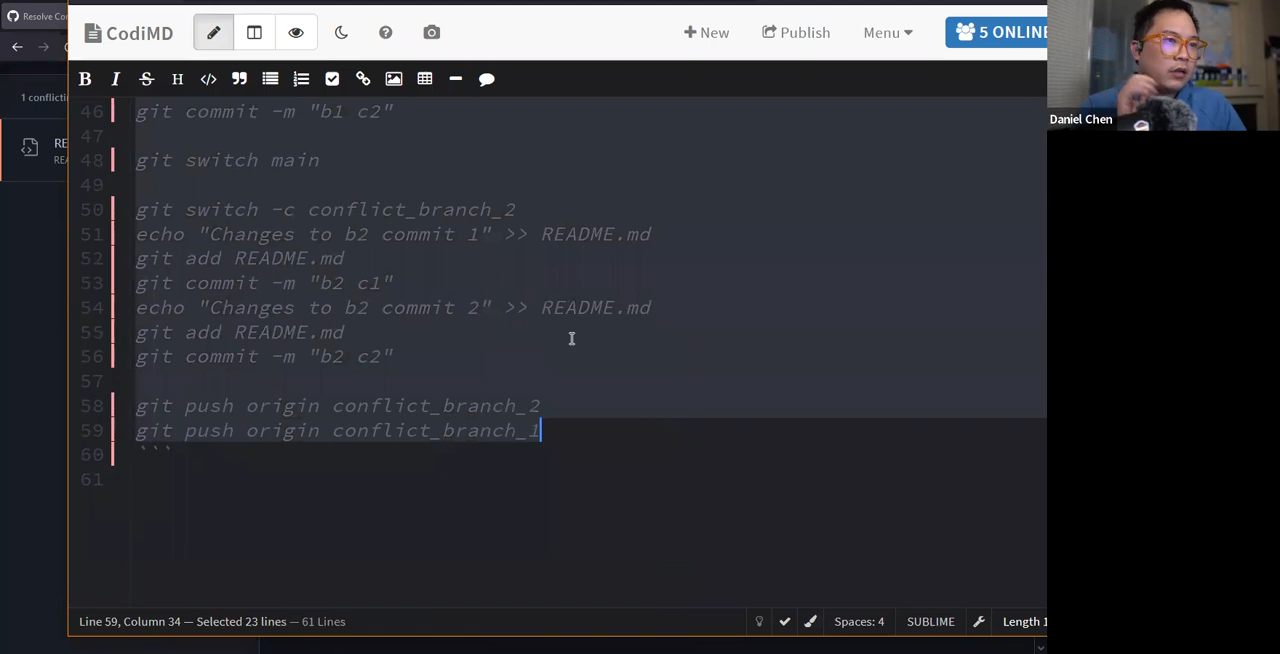 Resolve Co
CodiMD
New
Publish
Menu
5 ONLINE
1 conflicti
RE
REA
46 git commit -m "b1 c2"
47
48 git switch main
49
50 git switch -c conflict_branch_2
51 echo "Changes to b2 commit 1" >> README.md
52 git add README.md
53 git commit -m "b2 c1"
54 echo "Changes to b2 commit 2" >> README.md
55 git add README.md
56 git commit -m "b2 c2"
57
58 git push origin conflict_branch_2
59 git push origin conflict_branch_1
60 ```
61
Line 59, Column 34 — Selected 23 lines — 61 Lines
Spaces: 4
SUBLIME
Length 1
Daniel Chen